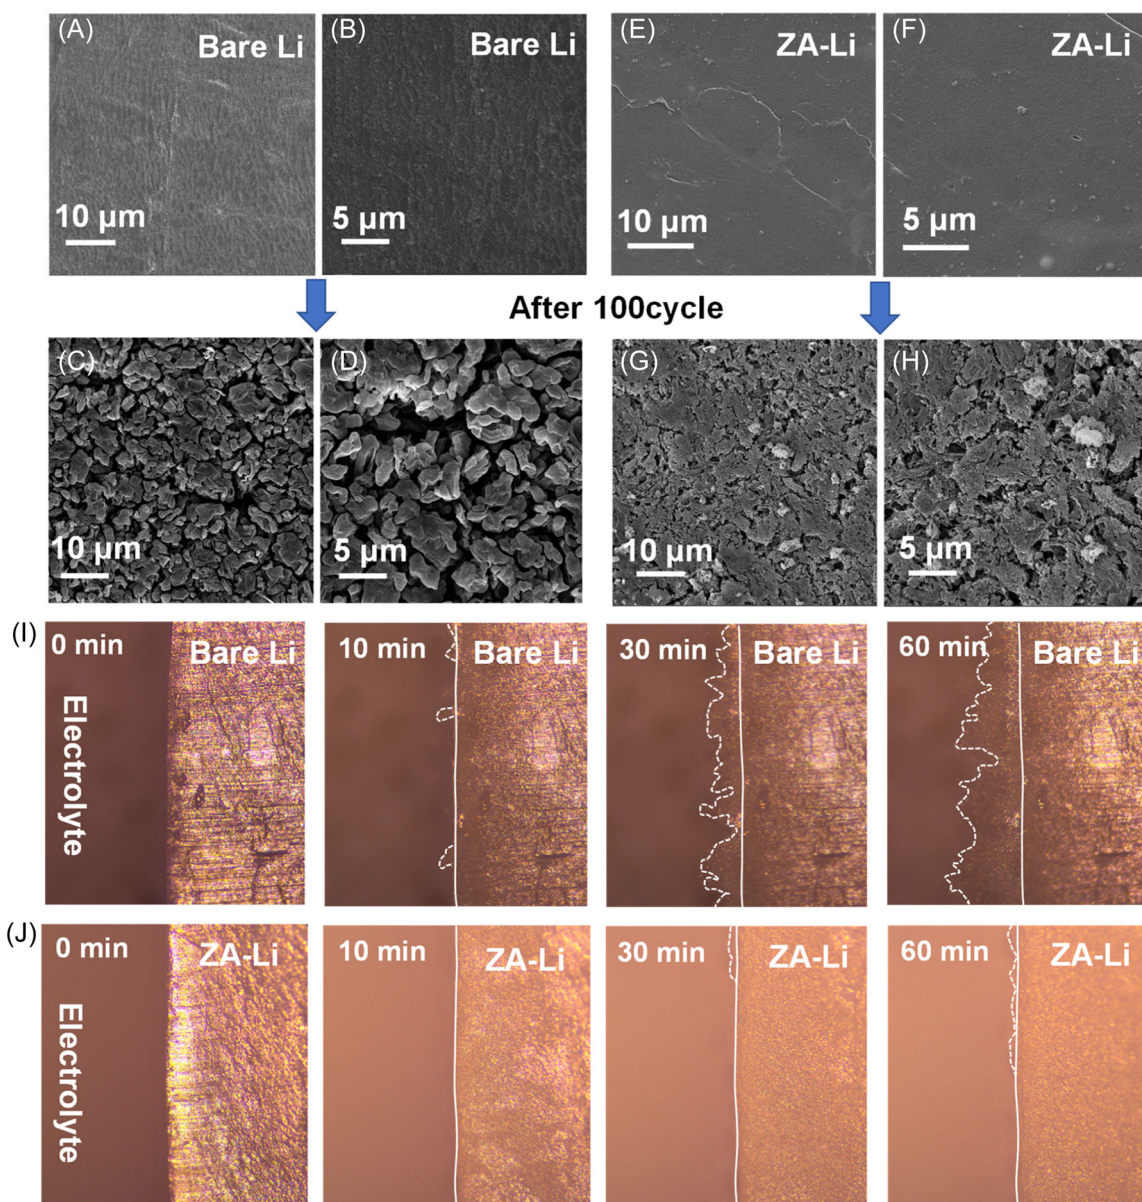 (A)
Bare Li
10 μm
(B)
Bare Li
5 μm
(E)
ZA-Li
10 μm
(F)
ZA-Li
5 μm
After 100cycle
(C)
10 μm
(D)
5 μm
(G)
10 μm
(H)
5 μm
(I)
0 min
Bare Li
Electrolyte
10 min
Bare Li
30 min
Bare Li
60 min
Bare Li
(J)
0 min
ZA-Li
Electrolyte
10 min
ZA-Li
30 min
ZA-Li
60 min
ZA-Li